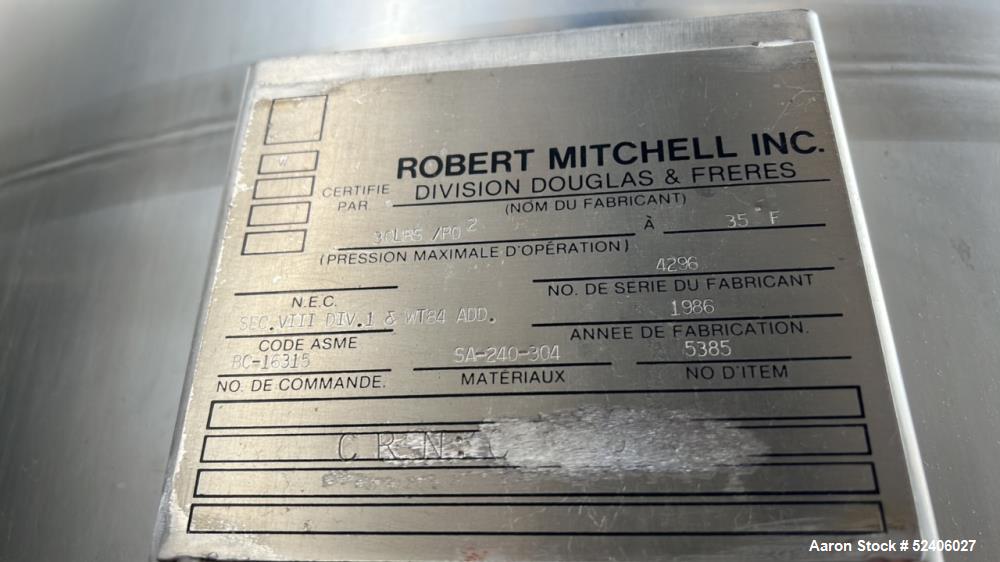 W
ROBERT MITCHELL INC.
CERTIFIE PAR DIVISION DOUGLAS & FRERES
(NOM DU FABRICANT)
LBS /PO 2 À 35 °F
(PRESSION MAXIMALE D'OPÉRATION)
4296
N.E.C. NO. DE SERIE DU FABRICANT
SEC.VIII DIV.1 & WT84 ADD. 1986
CODE ASME ANNEE DE FABRICATION.
BC-16315 SA-240-304 5385
NO. DE COMMANDE. MATÉRIAUX NO D'ITEM
C R N:
Aaron Stock # 52406027